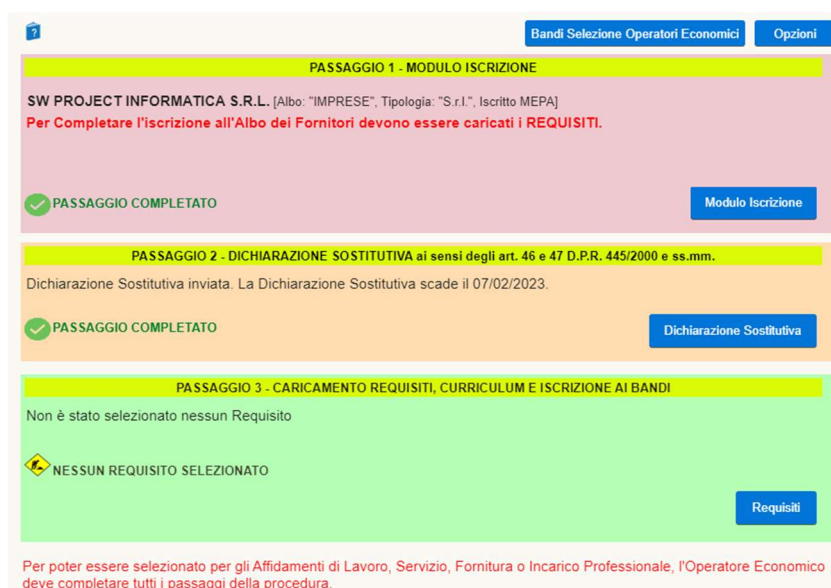 ?
Bandi Selezione Operatori Economici
Opzioni
PASSAGGIO 1 - MODULO ISCRIZIONE
SW PROJECT INFORMATICA S.R.L. [Albo: "IMPRESE", Tipologia: "S.r.l.", Iscritto MEPA]
Per Completare l'iscrizione all'Albo dei Fornitori devono essere caricati i REQUISITI.
PASSAGGIO COMPLETATO
Modulo Iscrizione
PASSAGGIO 2 - DICHIARAZIONE SOSTITUTIVA ai sensi degli art. 46 e 47 D.P.R. 445/2000 e ss.mm.
Dichiarazione Sostitutiva inviata. La Dichiarazione Sostitutiva scade il 07/02/2023.
PASSAGGIO COMPLETATO
Dichiarazione Sostitutiva
PASSAGGIO 3 - CARICAMENTO REQUISITI, CURRICULUM E ISCRIZIONE AI BANDI
Non è stato selezionato nessun Requisito
NESSUN REQUISITO SELEZIONATO
Requisiti
Per poter essere selezionato per gli Affidamenti di Lavoro, Servizio, Fornitura o Incarico Professionale, l'Operatore Economico
deve completare tutti i passaggi della procedura.